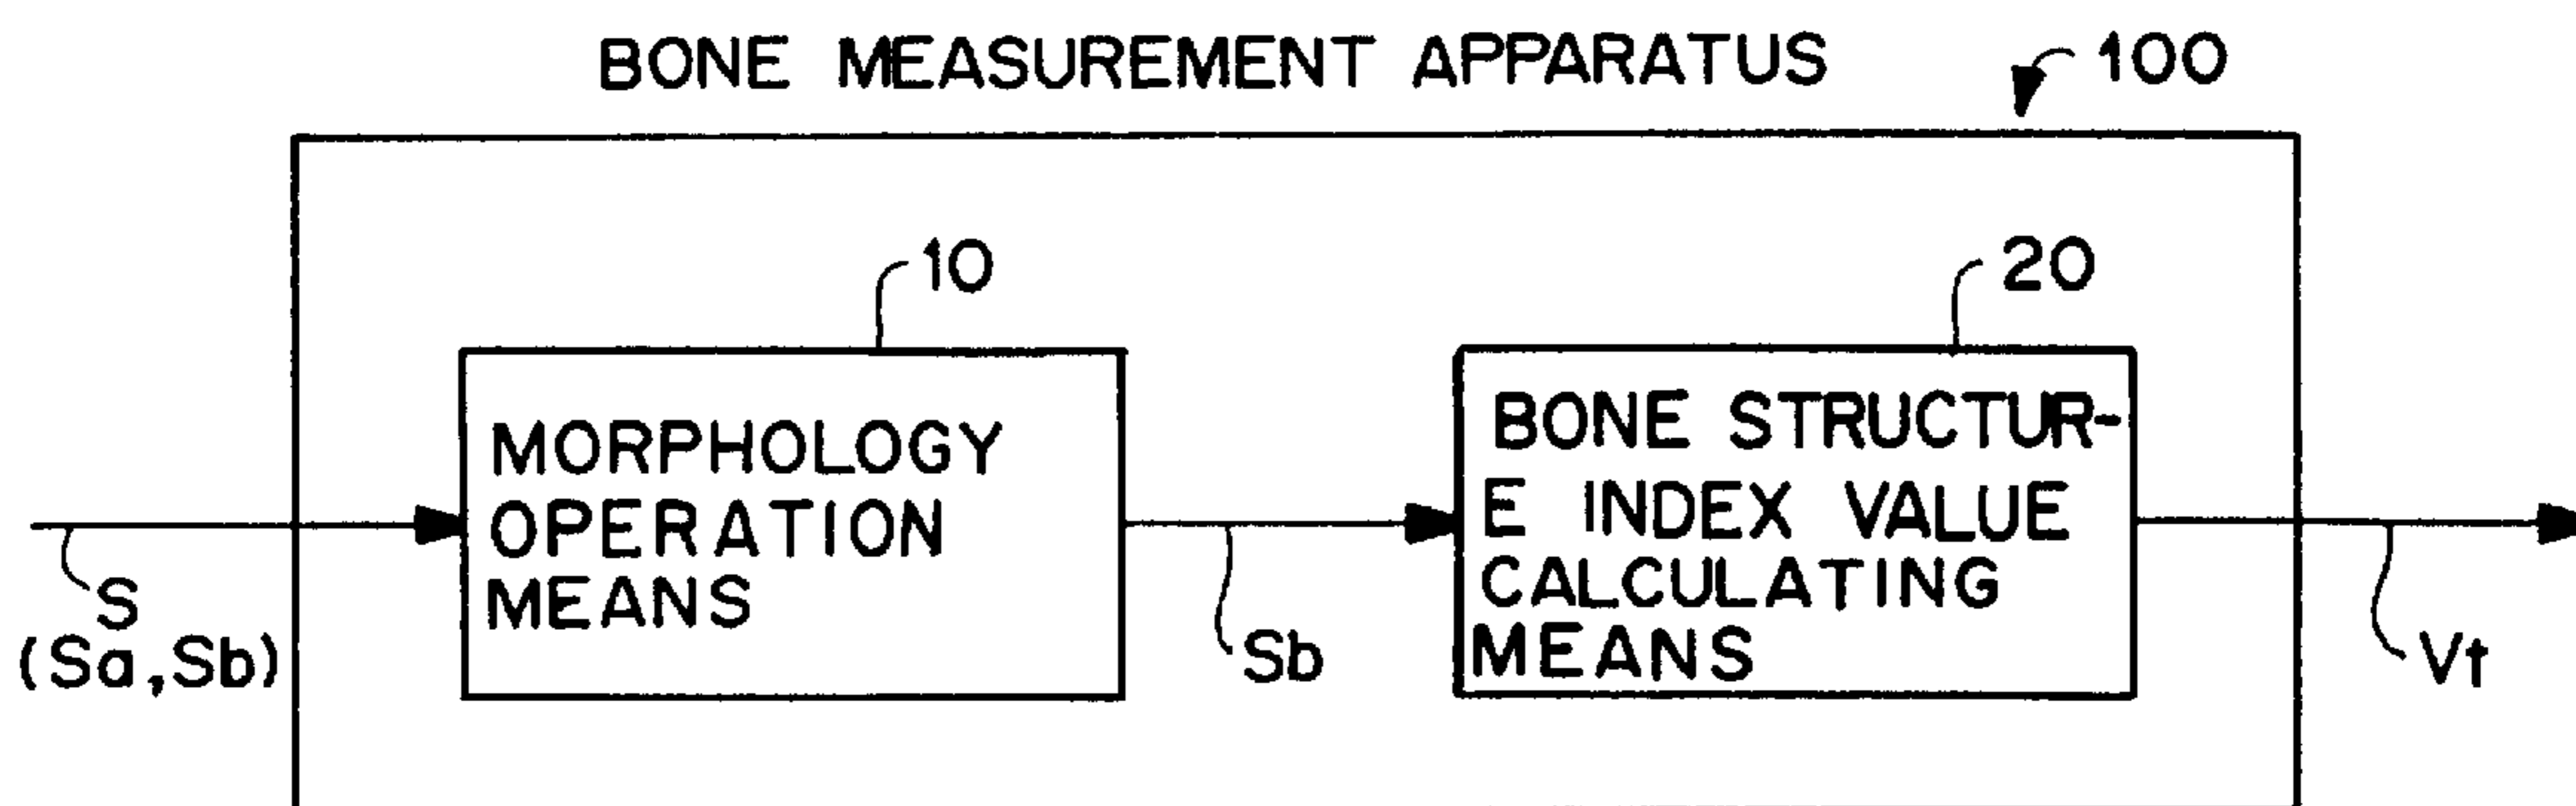 BONE MEASUREMENT APPARATUS
100
10
20
MORPHOLOGY
OPERATION
MEANS
BONE STRUCTUR-
E INDEX VALUE
CALCULATING
MEANS
S
(Sa,Sb)
Sb
Vt